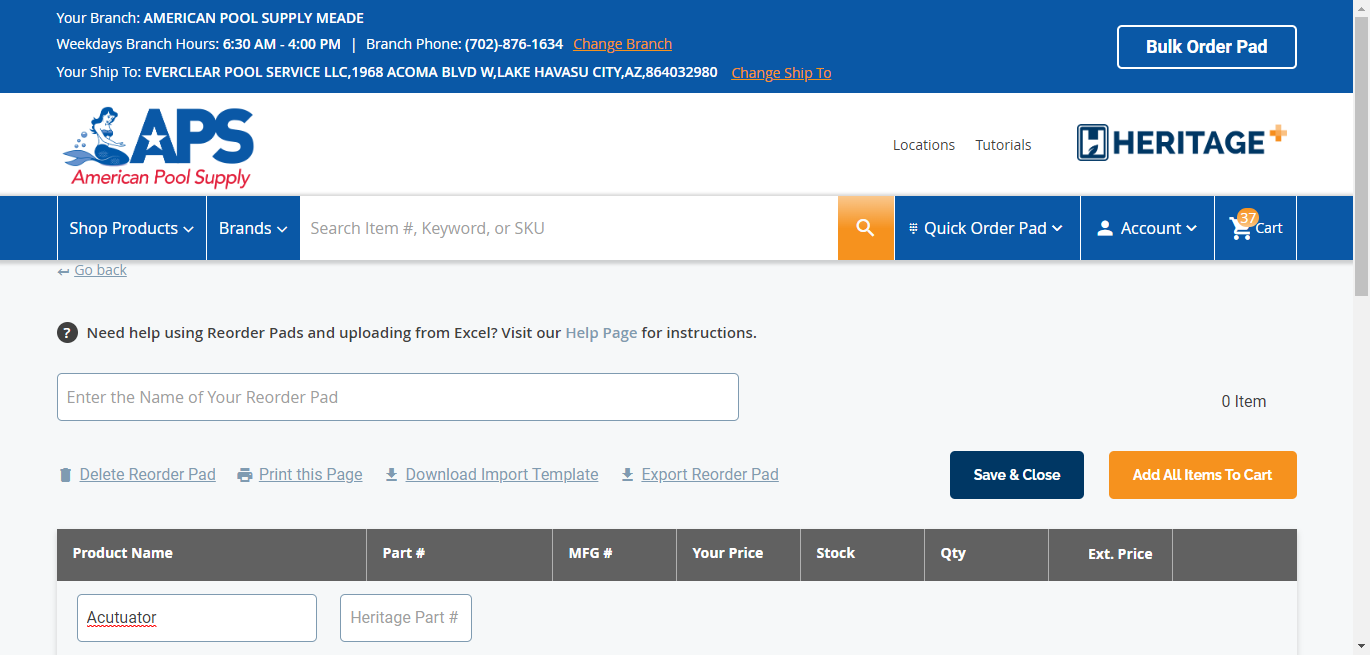 Your Branch: AMERICAN POOL SUPPLY MEADE
Weekdays Branch Hours: 6:30 AM - 4:00 PM | Branch Phone: (702)-876-1634 Change Branch
Your Ship To: EVERCLEAR POOL SERVICE LLC,1968 ACOMA BLVD W,LAKE HAVASU CITY,AZ,864032980 Change Ship To
Bulk Order Pad
APS
American Pool Supply
Locations Tutorials
HERITAGE+
Shop Products Brands Search Item #, Keyword, or SKU Quick Order Pad Account 37 Cart
Go back
? Need help using Reorder Pads and uploading from Excel? Visit our Help Page for instructions.
Enter the Name of Your Reorder Pad
0 Item
Delete Reorder Pad Print this Page Download Import Template Export Reorder Pad Save & Close Add All Items To Cart
Product Name Part # MFG # Your Price Stock Qty Ext. Price
Acutuator Heritage Part #